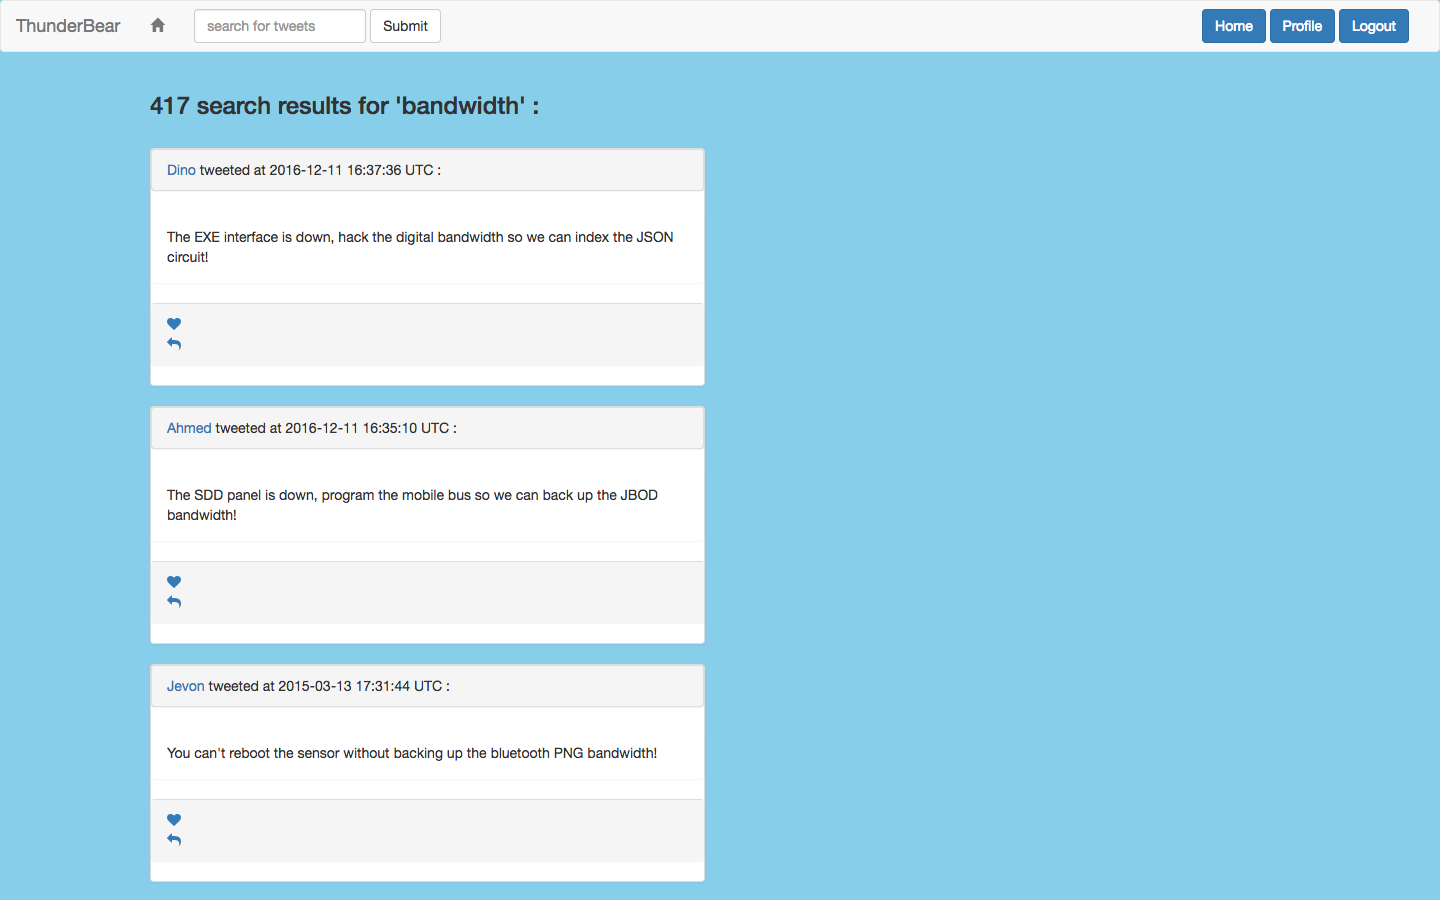 ThunderBear
search for tweets
Submit
Home
Profile
Logout
417 search results for 'bandwidth' :
Dino tweeted at 2016-12-11 16:37:36 UTC :
The EXE interface is down, hack the digital bandwidth so we can index the JSON
circuit!
Ahmed tweeted at 2016-12-11 16:35:10 UTC :
The SDD panel is down, program the mobile bus so we can back up the JBOD
bandwidth!
Jevon tweeted at 2015-03-13 17:31:44 UTC :
You can't reboot the sensor without backing up the bluetooth PNG bandwidth!